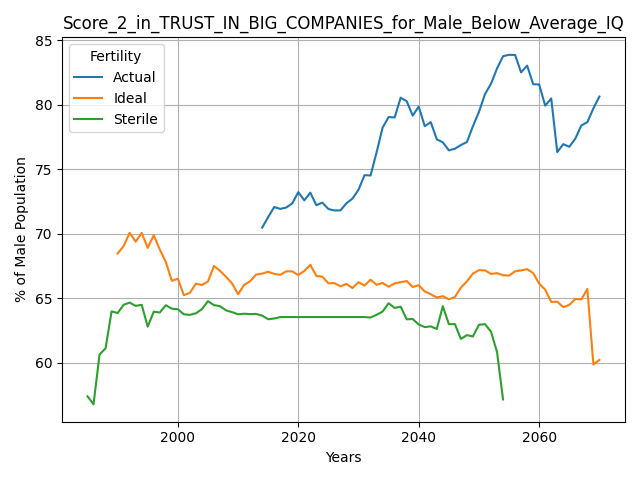 Score_2_in_TRUST_IN_BIG_COMPANIES_for_Male_Below_Average_IQ
Fertility
Actual
Ideal
Sterile
% of Male Population
85
80
75
70
65
60
2000
2020
2040
2060
Years